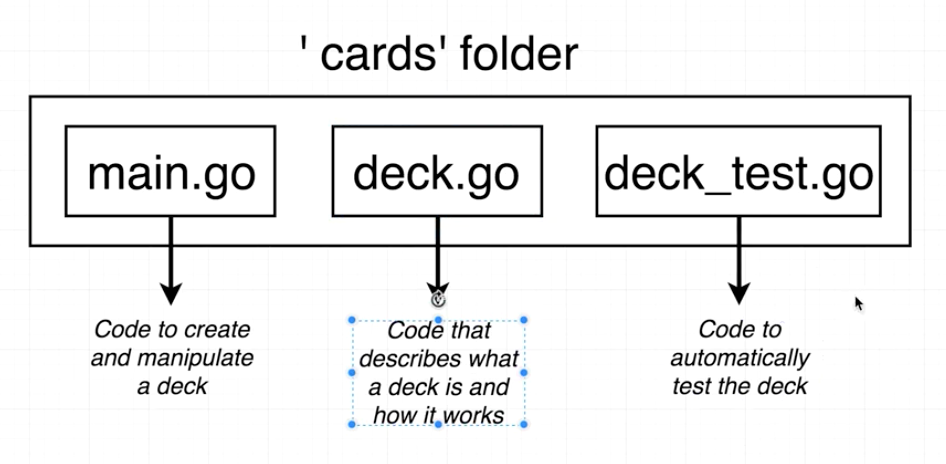 ' cards' folder
main.go
deck.go
deck_test.go
Code to create
and manipulate
a deck
Code that
describes what
a deck is and
how it works
Code to
automatically
test the deck